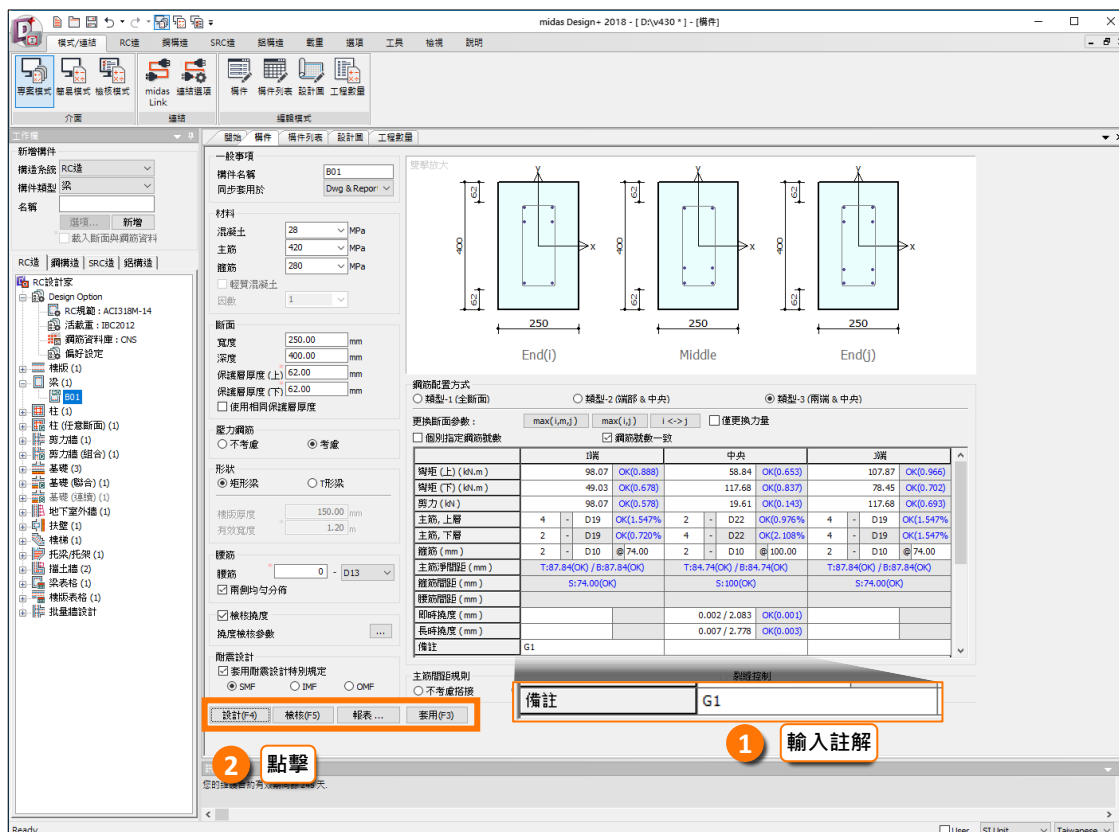 midas Design+ 2018 - [ D:\v430 * ] - [構件]
模式/連結 RC造 鋼構造 SRC造 鋁構造 載重 選項 工具 檢視 說明
專案模式 簡易模式 檢核模式 midas Link 連結選項 構件 構件列表 設計圖 工程數量
介面 連結 編輯模式
工作欄
開始 構件 構件列表 設計圖 工程數量
新增構件
構造系統 RC造
構件類型 梁
名稱
選項... 新增
載入斷面與鋼筋資料
RC造 鋼構造 SRC造 鋁構造
RC設計家
Design Option
RC規範 : ACI318M-14
活載重 : IBC2012
鋼筋資料庫 : CNS
偏好設定
樓版 (1)
梁 (1)
B01
柱 (1)
柱 (任意斷面) (1)
剪力牆 (1)
剪力牆 (組合) (1)
基礎 (3)
基礎 (聯合) (1)
基礎 (連續) (1)
地下室外牆 (1)
扶壁 (1)
樓梯 (1)
托梁/托架 (1)
擋土牆 (2)
梁表格 (1)
樓版表格 (1)
批量牆設計
一般事項
構件名稱 B01
同步套用於 Dwg & Repor
材料
混凝土 28 MPa
主筋 420 MPa
箍筋 280 MPa
輕質混凝土
因數 1
斷面
寬度 250.00 mm
深度 400.00 mm
保護層厚度 (上) 62.00 mm
保護層厚度 (下) 62.00 mm
使用相同保護層厚度
壓力鋼筋
不考慮 考慮
形狀
矩形梁 T形梁
樓版厚度 150.00 mm
有效寬度 1.20 m
腰筋
腰筋 0 - D13
兩側均勻分佈
檢核撓度
撓度檢核參數 ...
耐震設計
套用耐震設計特別規定
SMF IMF OMF
設計(F4) 檢核(F5) 報表 ... 套用(F3)
雙擊放大
y y y
62 62 62
400 400 400
x x x
62 62 62
250 250 250
End(i) Middle End(j)
鋼筋配置方式
類型-1 (全斷面) 類型-2 (端部 & 中央) 類型-3 (兩端 & 中央)
更換斷面參數 : max(i,m,j) max(i,j) i <-> j 僅更換力量
個別指定鋼筋號數 鋼筋號數一致
I端 中央 J端
彎矩 (上) ( kN.m ) 98.07 OK(0.888) 58.84 OK(0.653) 107.87 OK(0.966)
彎矩 (下) ( kN.m ) 49.03 OK(0.678) 117.68 OK(0.837) 78.45 OK(0.702)
剪力 ( kN ) 98.07 OK(0.578) 19.61 OK(0.143) 117.68 OK(0.693)
主筋, 上層 4 - D19 OK(1.547% 2 - D22 OK(0.976% 4 - D19 OK(1.547%
主筋, 下層 2 - D19 OK(0.720% 4 - D22 OK(2.108% 4 - D19 OK(1.547%
箍筋 ( mm ) 2 - D10 @ 74.00 2 - D10 @ 100.00 2 - D10 @ 74.00
主筋淨間距 ( mm ) T:87.84(OK) / B:87.84(OK) T:84.74(OK) / B:84.74(OK) T:87.84(OK) / B:87.84(OK)
箍筋間距 ( mm ) S:74.00(OK) S:100(OK) S:74.00(OK)
腰筋間距 ( mm )
即時撓度 ( mm ) 0.002 / 2.083 OK(0.001)
長時撓度 ( mm ) 0.007 / 2.778 OK(0.003)
備註 G1
主筋間距規則 裂縫控制
不考慮搭接
備註 G1
1 輸入註解
2 點擊
Ready
User SI Unit Taiwanese